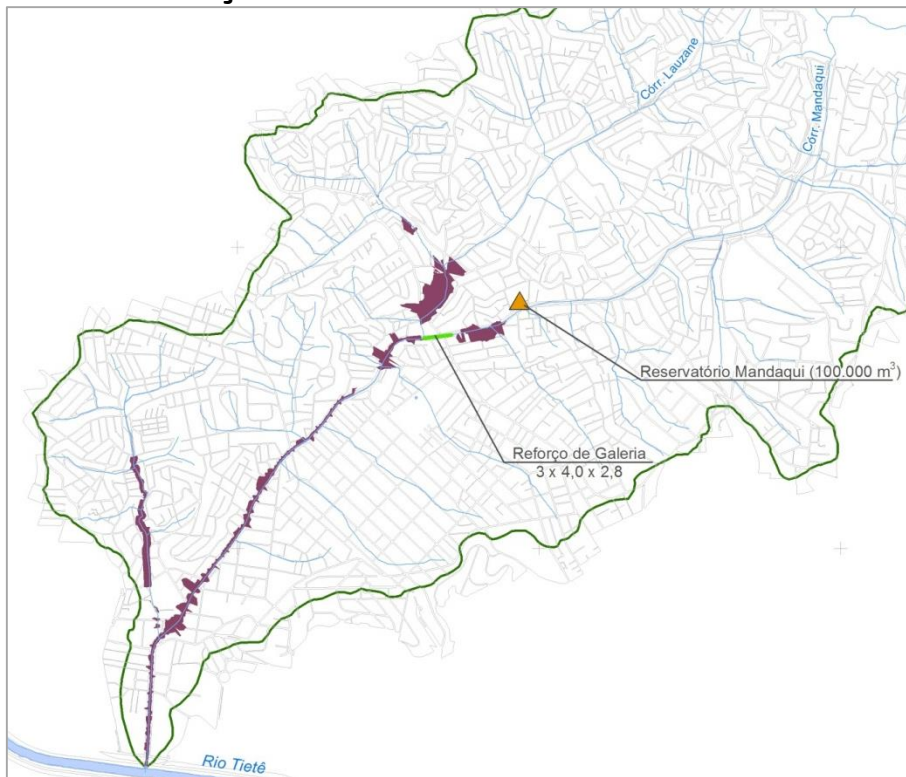 Córr. Lauzane
Córr. Mandaqui
Reservatório Mandaqui (100.000 m³)
Reforço de Galeria
3 x 4,0 x 2,8
Rio Tietê